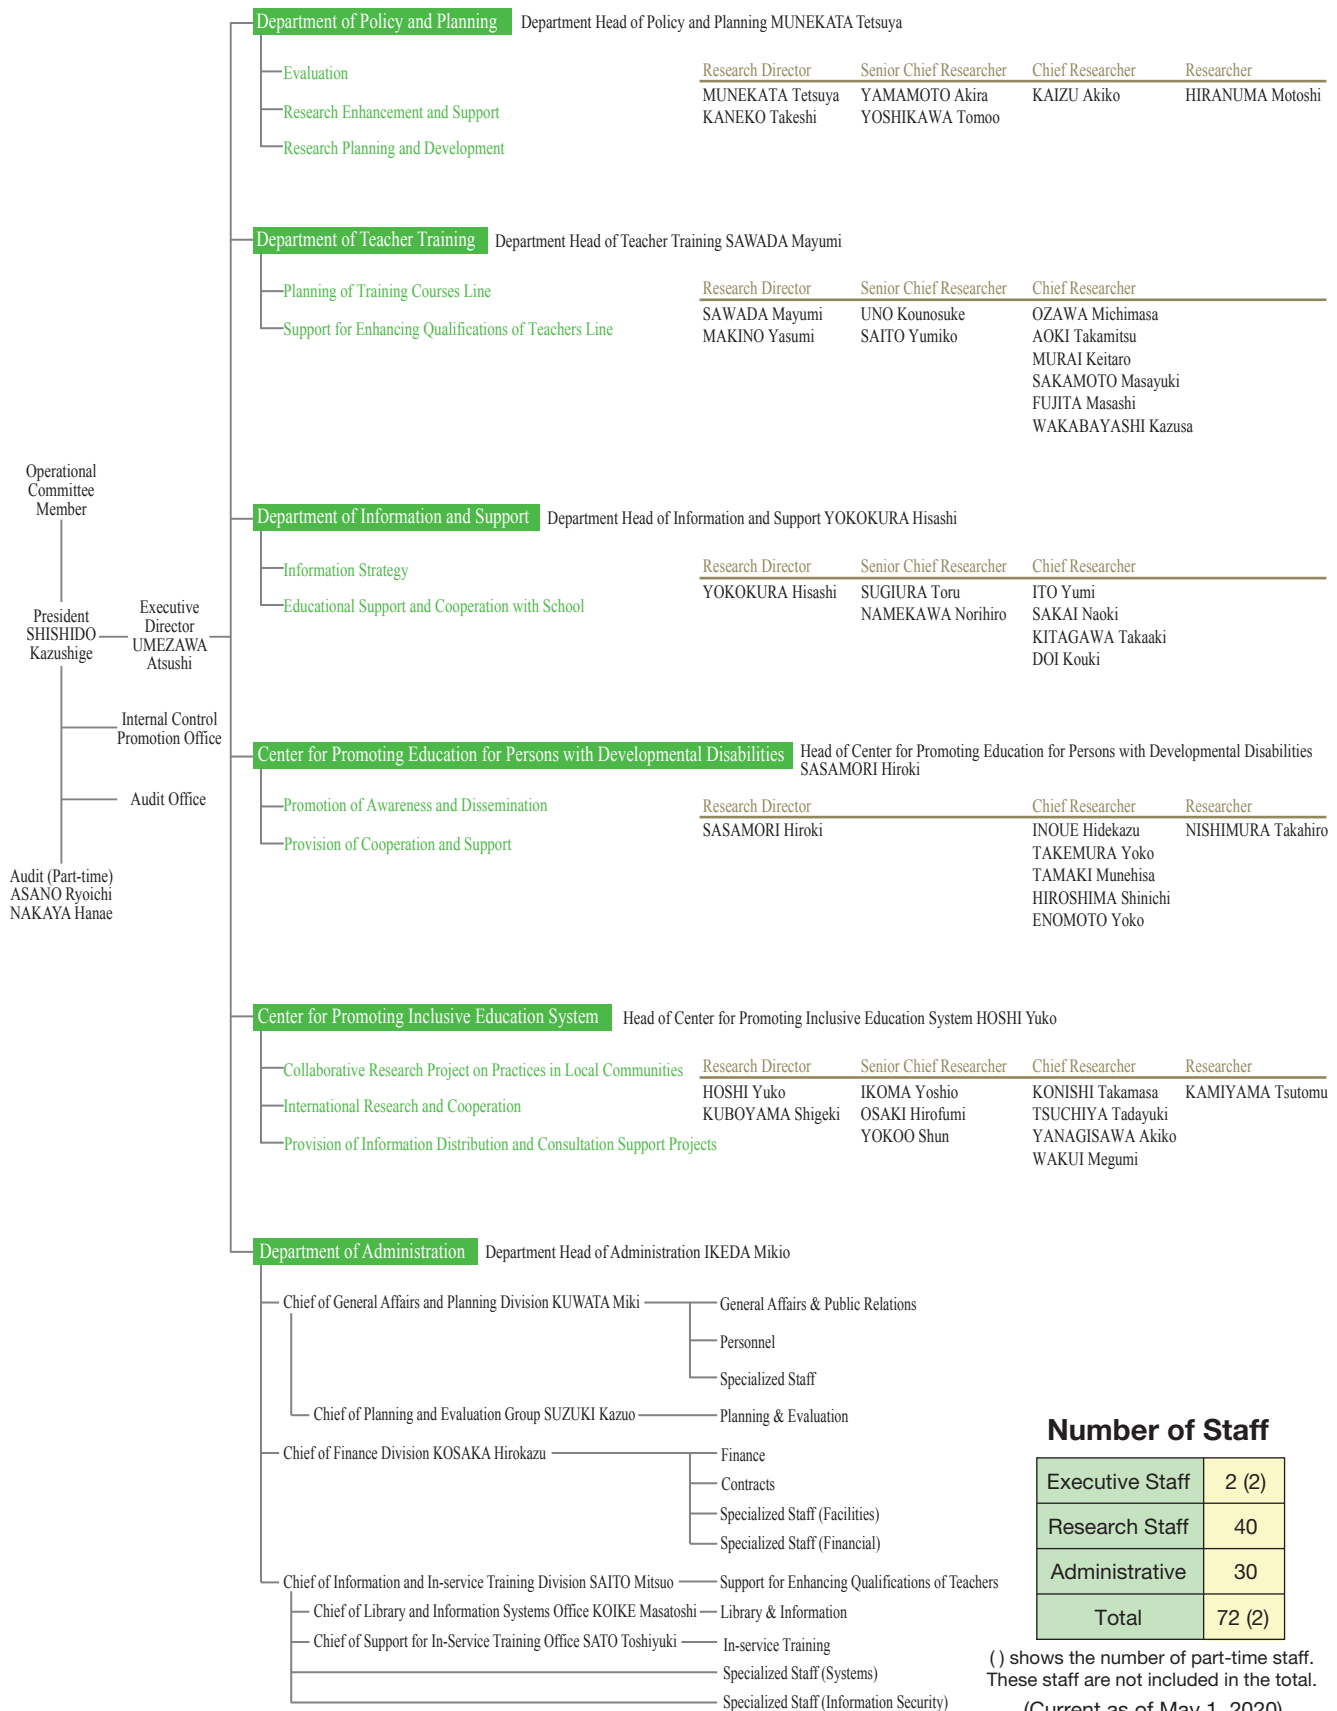 Department of Policy and Planning Department Head of Policy and Planning MUNEKATA Tetsuya
Evaluation
Research Enhancement and Support
Research Planning and Development
Research Director Senior Chief Researcher Chief Researcher Researcher
MUNEKATA Tetsuya YAMAMOTO Akira KAIZU Akiko HIRANUMA Motoshi
KANEKO Takeshi YOSHIKAWA Tomoo
Department of Teacher Training Department Head of Teacher Training SAWADA Mayumi
Planning of Training Courses Line
Support for Enhancing Qualifications of Teachers Line
Research Director Senior Chief Researcher Chief Researcher
SAWADA Mayumi UNO Kounosuke OZAWA Michimasa
MAKINO Yasumi SAITO Yumiko AOKI Takamitsu
MURAI Keitaro
SAKAMOTO Masayuki
FUJITA Masashi
WAKABAYASHI Kazusa
Operational
Committee
Member
President
SHISHIDO
Kazushige
Executive
Director
UMEZAWA
Atsushi
Internal Control
Promotion Office
Audit Office
Audit (Part-time)
ASANO Ryoichi
NAKAYA Hanae
Department of Information and Support Department Head of Information and Support YOKOKURA Hisashi
Information Strategy
Educational Support and Cooperation with School
Research Director Senior Chief Researcher Chief Researcher
YOKOKURA Hisashi SUGIURA Toru ITO Yumi
NAMEKAWA Norihiro SAKAI Naoki
KITAGAWA Takaaki
DOI Kouki
Center for Promoting Education for Persons with Developmental Disabilities Head of Center for Promoting Education for Persons with Developmental Disabilities
SASAMORI Hiroki
Promotion of Awareness and Dissemination
Provision of Cooperation and Support
Research Director Chief Researcher Researcher
SASAMORI Hiroki INOUE Hidekazu NISHIMURA Takahiro
TAKEMURA Yoko
TAMAKI Munehisa
HIROSHIMA Shinichi
ENOMOTO Yoko
Center for Promoting Inclusive Education System Head of Center for Promoting Inclusive Education System HOSHI Yuko
Collaborative Research Project on Practices in Local Communities
International Research and Cooperation
Provision of Information Distribution and Consultation Support Projects
Research Director Senior Chief Researcher Chief Researcher Researcher
HOSHI Yuko IKOMA Yoshio KONISHI Takamasa KAMIYAMA Tsutomu
KUBOYAMA Shigeki OSAKI Hirofumi TSUCHIYA Tadayuki
YOKOO Shun YANAGISAWA Akiko
WAKUI Megumi
Department of Administration Department Head of Administration IKEDA Mikio
Chief of General Affairs and Planning Division KUWATA Miki General Affairs & Public Relations
Personnel
Specialized Staff
Chief of Planning and Evaluation Group SUZUKI Kazuo Planning & Evaluation
Chief of Finance Division KOSAKA Hirokazu Finance
Contracts
Specialized Staff (Facilities)
Specialized Staff (Financial)
Chief of Information and In-service Training Division SAITO Mitsuo Support for Enhancing Qualifications of Teachers
Chief of Library and Information Systems Office KOIKE Masatoshi Library & Information
Chief of Support for In-Service Training Office SATO Toshiyuki In-service Training
Specialized Staff (Systems)
Specialized Staff (Information Security)
Number of Staff
Executive Staff 2 (2)
Research Staff 40
Administrative 30
Total 72 (2)
( ) shows the number of part-time staff.
These staff are not included in the total.
(Current as of May 1, 2020)